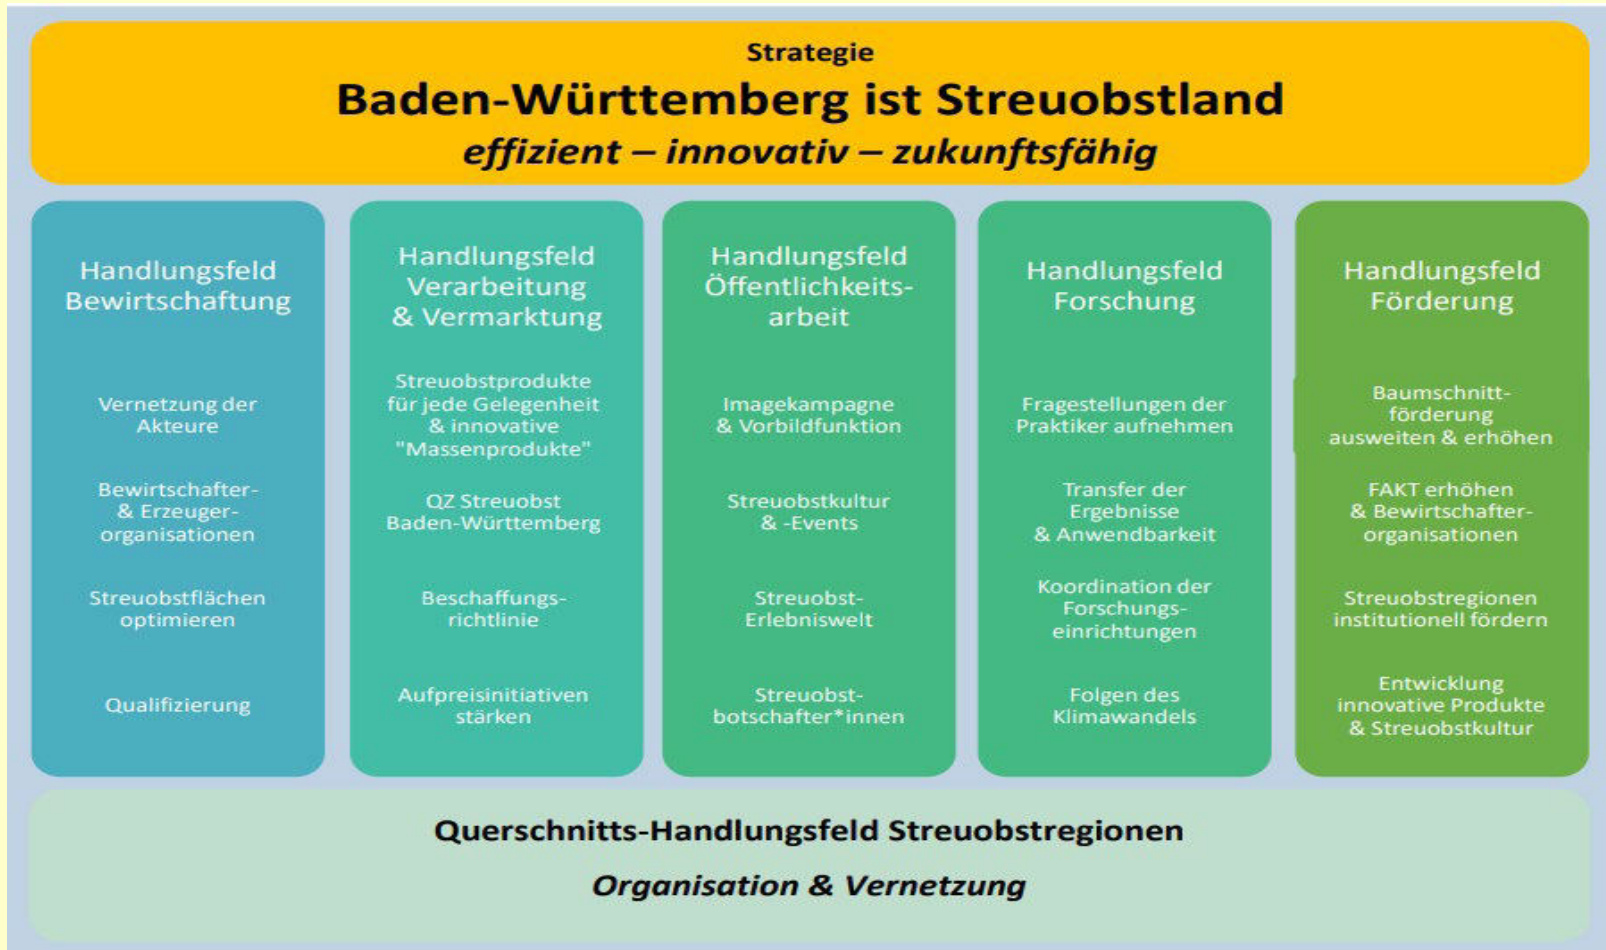 Strategie
Baden-Württemberg ist Streuobstland
effizient – innovativ – zukunftsfähig
Handlungsfeld
Bewirtschaftung
Vernetzung der
Akteure
Bewirtschafter-
& Erzeuger-
organisationen
Streuobstflächen
optimieren
Qualifizierung
Handlungsfeld
Verarbeitung
& Vermarktung
Streuobstprodukte
für jede Gelegenheit
& innovative
"Massenprodukte"
QZ Streuobst
Baden-Württemberg
Beschaffungs-
richtlinie
Aufpreisinitiativen
stärken
Handlungsfeld
Öffentlichkeits-
arbeit
Imagekampagne
& Vorbildfunktion
Streuobstkultur
& -Events
Streuobst-
Erlebniswelt
Streuobst-
botschafter*innen
Handlungsfeld
Forschung
Fragestellungen der
Praktiker aufnehmen
Transfer der
Ergebnisse
& Anwendbarkeit
Koordination der
Forschungs-
einrichtungen
Folgen des
Klimawandels
Handlungsfeld
Förderung
Baumschnitt-
förderung
ausweiten & erhöhen
FAKT erhöhen
& Bewirtschafter-
organisationen
Streuobstregionen
institutionell fördern
Entwicklung
innovative Produkte
& Streuobstkultur
Querschnitts-Handlungsfeld Streuobstregionen
Organisation & Vernetzung